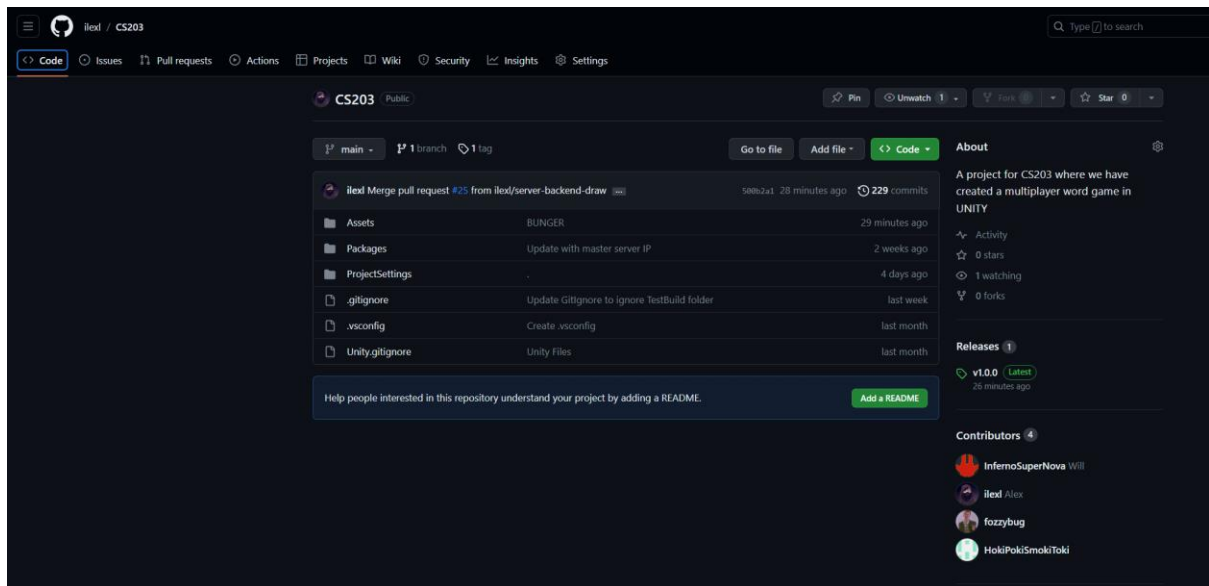 ilexl / CS203
Type / to search
Code Issues Pull requests Actions Projects Wiki Security Insights Settings
CS203 Public
Pin Unwatch 1 Fork 0 Star 0
main 1 branch 1 tag Go to file Add file Code
ilexl Merge pull request #25 from ilexl/server-backend-draw ... 500b2a1 28 minutes ago 229 commits
Assets BUNGER 29 minutes ago
Packages Update with master server IP 2 weeks ago
ProjectSettings . 4 days ago
.gitignore Update GitIgnore to ignore TestBuild folder last week
.vsconfig Create .vsconfig last month
Unity.gitignore Unity Files last month
Help people interested in this repository understand your project by adding a README. Add a README
About
A project for CS203 where we have
created a multiplayer word game in
UNITY
Activity
0 stars
1 watching
0 forks
Releases 1
v1.0.0 Latest
26 minutes ago
Contributors 4
InfernoSuperNova Will
ilexl Alex
fozzybug
HokiPokiSmokiToki